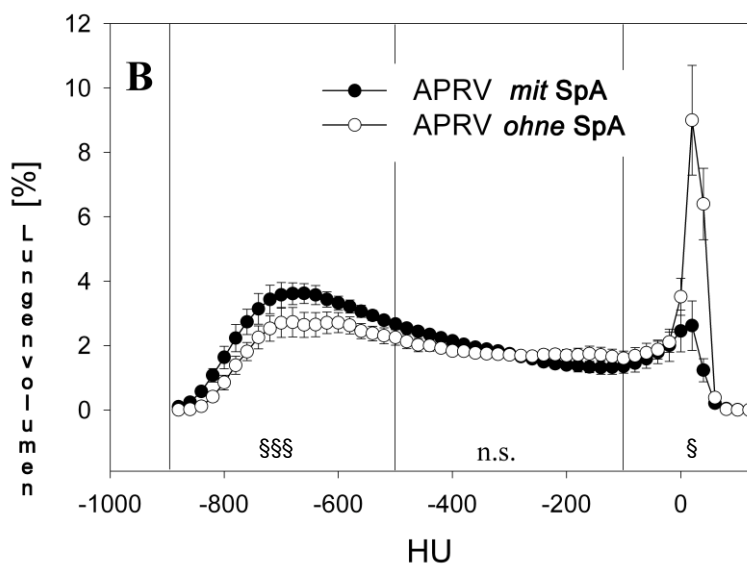 12
B
APRV mit SpA
APRV ohne SpA
10
8
6
4
2
0
Lungenvolumen [%]
§§§
n.s.
§
-1000
-800
-600
-400
-200
0
HU